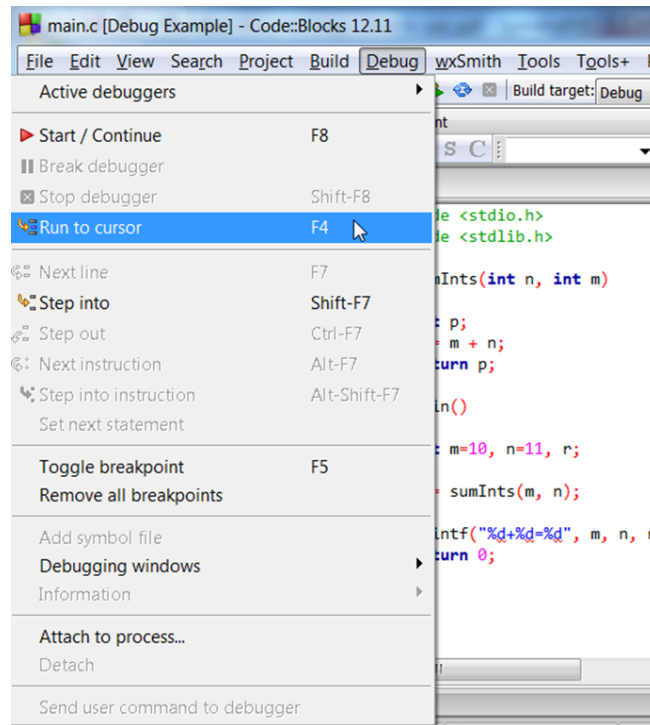 main.c [Debug Example] - Code::Blocks 12.11
File Edit View Search Project Build Debug wxSmith Tools Tools+
Active debuggers
Build target: Debug
nt
Start / Continue F8
S C
Break debugger
Stop debugger Shift-F8
de <stdio.h>
Run to cursor F4
de <stdlib.h>
Next line F7
mInts(int n, int m)
Step into Shift-F7
t p;
Step out Ctrl-F7
= m + n;
Next instruction Alt-F7
turn p;
Step into instruction Alt-Shift-F7
in()
Set next statement
t m=10, n=11, r;
Toggle breakpoint F5
Remove all breakpoints
= sumInts(m, n);
Add symbol file
intf("%d+%d=%d", m, n,
Debugging windows
turn 0;
Information
Attach to process...
Detach
Send user command to debugger